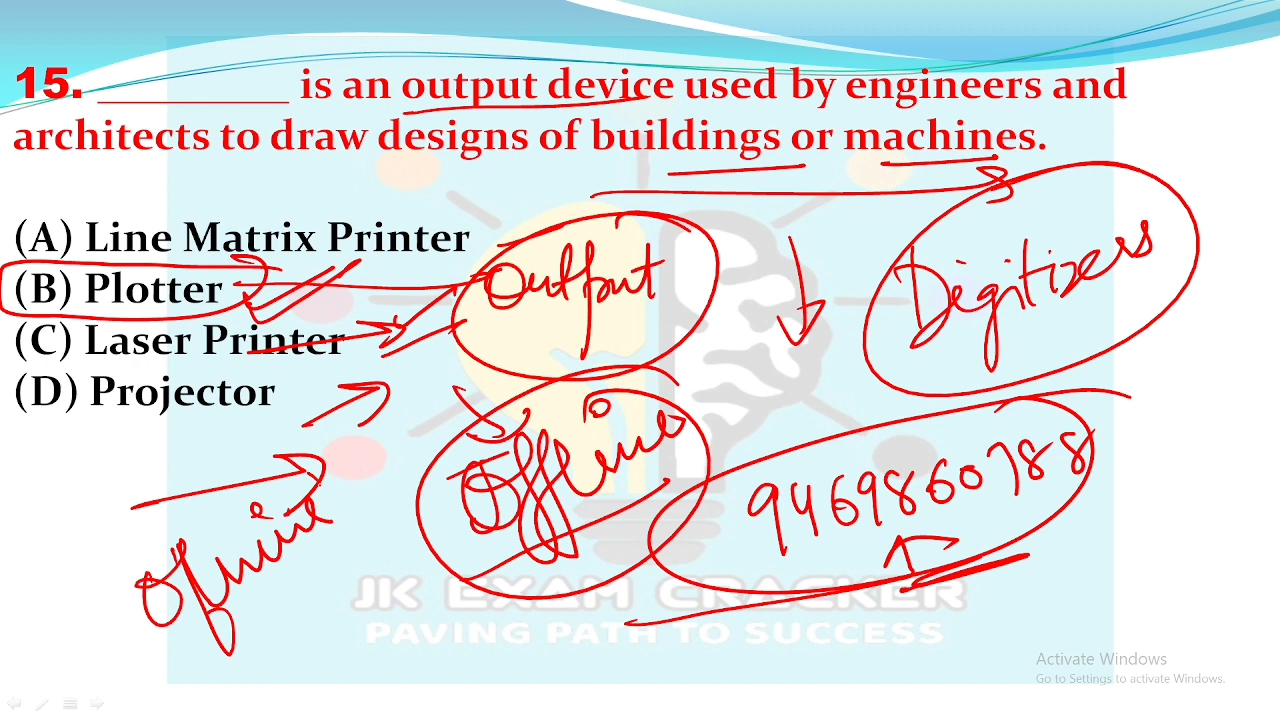 15. __________ is an output device used by engineers and
architects to draw designs of buildings or machines.
(A) Line Matrix Printer
(B) Plotter
(C) Laser Printer
(D) Projector
Output
Digitizers
Offline
9469860788
JK EXAM CRACKER
PAVING PATH TO SUCCESS
Activate Windows
Go to Settings to activate Windows.